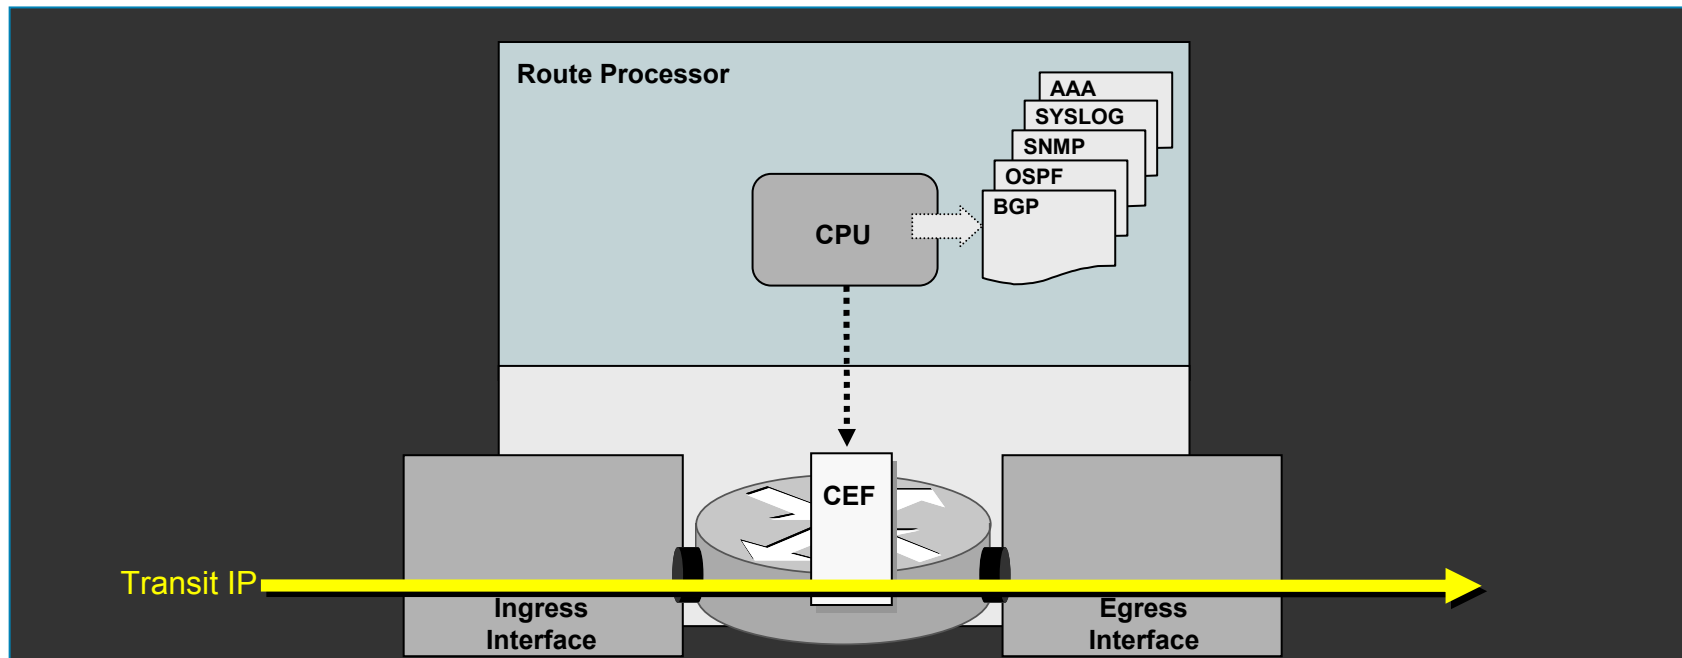 Route Processor
AAA
SYSLOG
SNMP
OSPF
BGP
CPU
CEF
Transit IP
Ingress
Interface
Egress
Interface